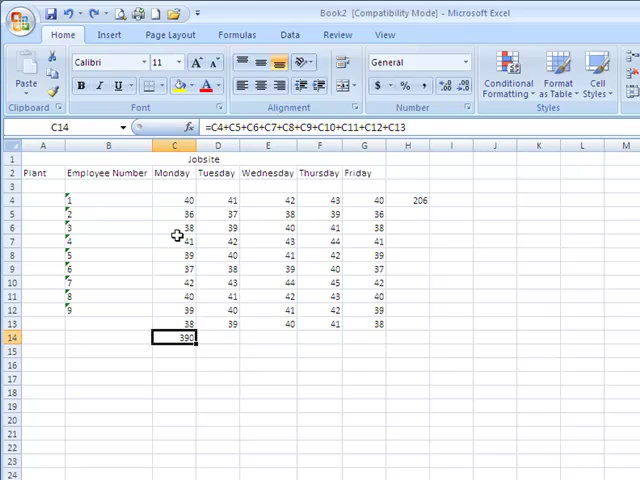 Book2 [Compatibility Mode] - Microsoft Excel
Home Insert Page Layout Formulas Data Review View
Paste
Calibri 11 A A
B I U A
General
$ % ,
Conditional Formatting
Format as Table
Cell Styles
Clipboard Font Alignment Number Styles
C14 fx =C4+C5+C6+C7+C8+C9+C10+C11+C12+C13
A B C D E F G H I J K L M
1 Jobsite
2 Plant Employee Number Monday Tuesday Wednesday Thursday Friday
3
4 1 40 41 42 43 40 206
5 2 36 37 38 39 36
6 3 38 39 40 41 38
7 4 41 42 43 44 41
8 5 39 40 41 42 39
9 6 37 38 39 40 37
10 7 42 43 44 45 42
11 8 40 41 42 43 40
12 9 39 40 41 42 39
13 38 39 40 41 38
14 390
15
16
17
18
19
20
21
22
23
24